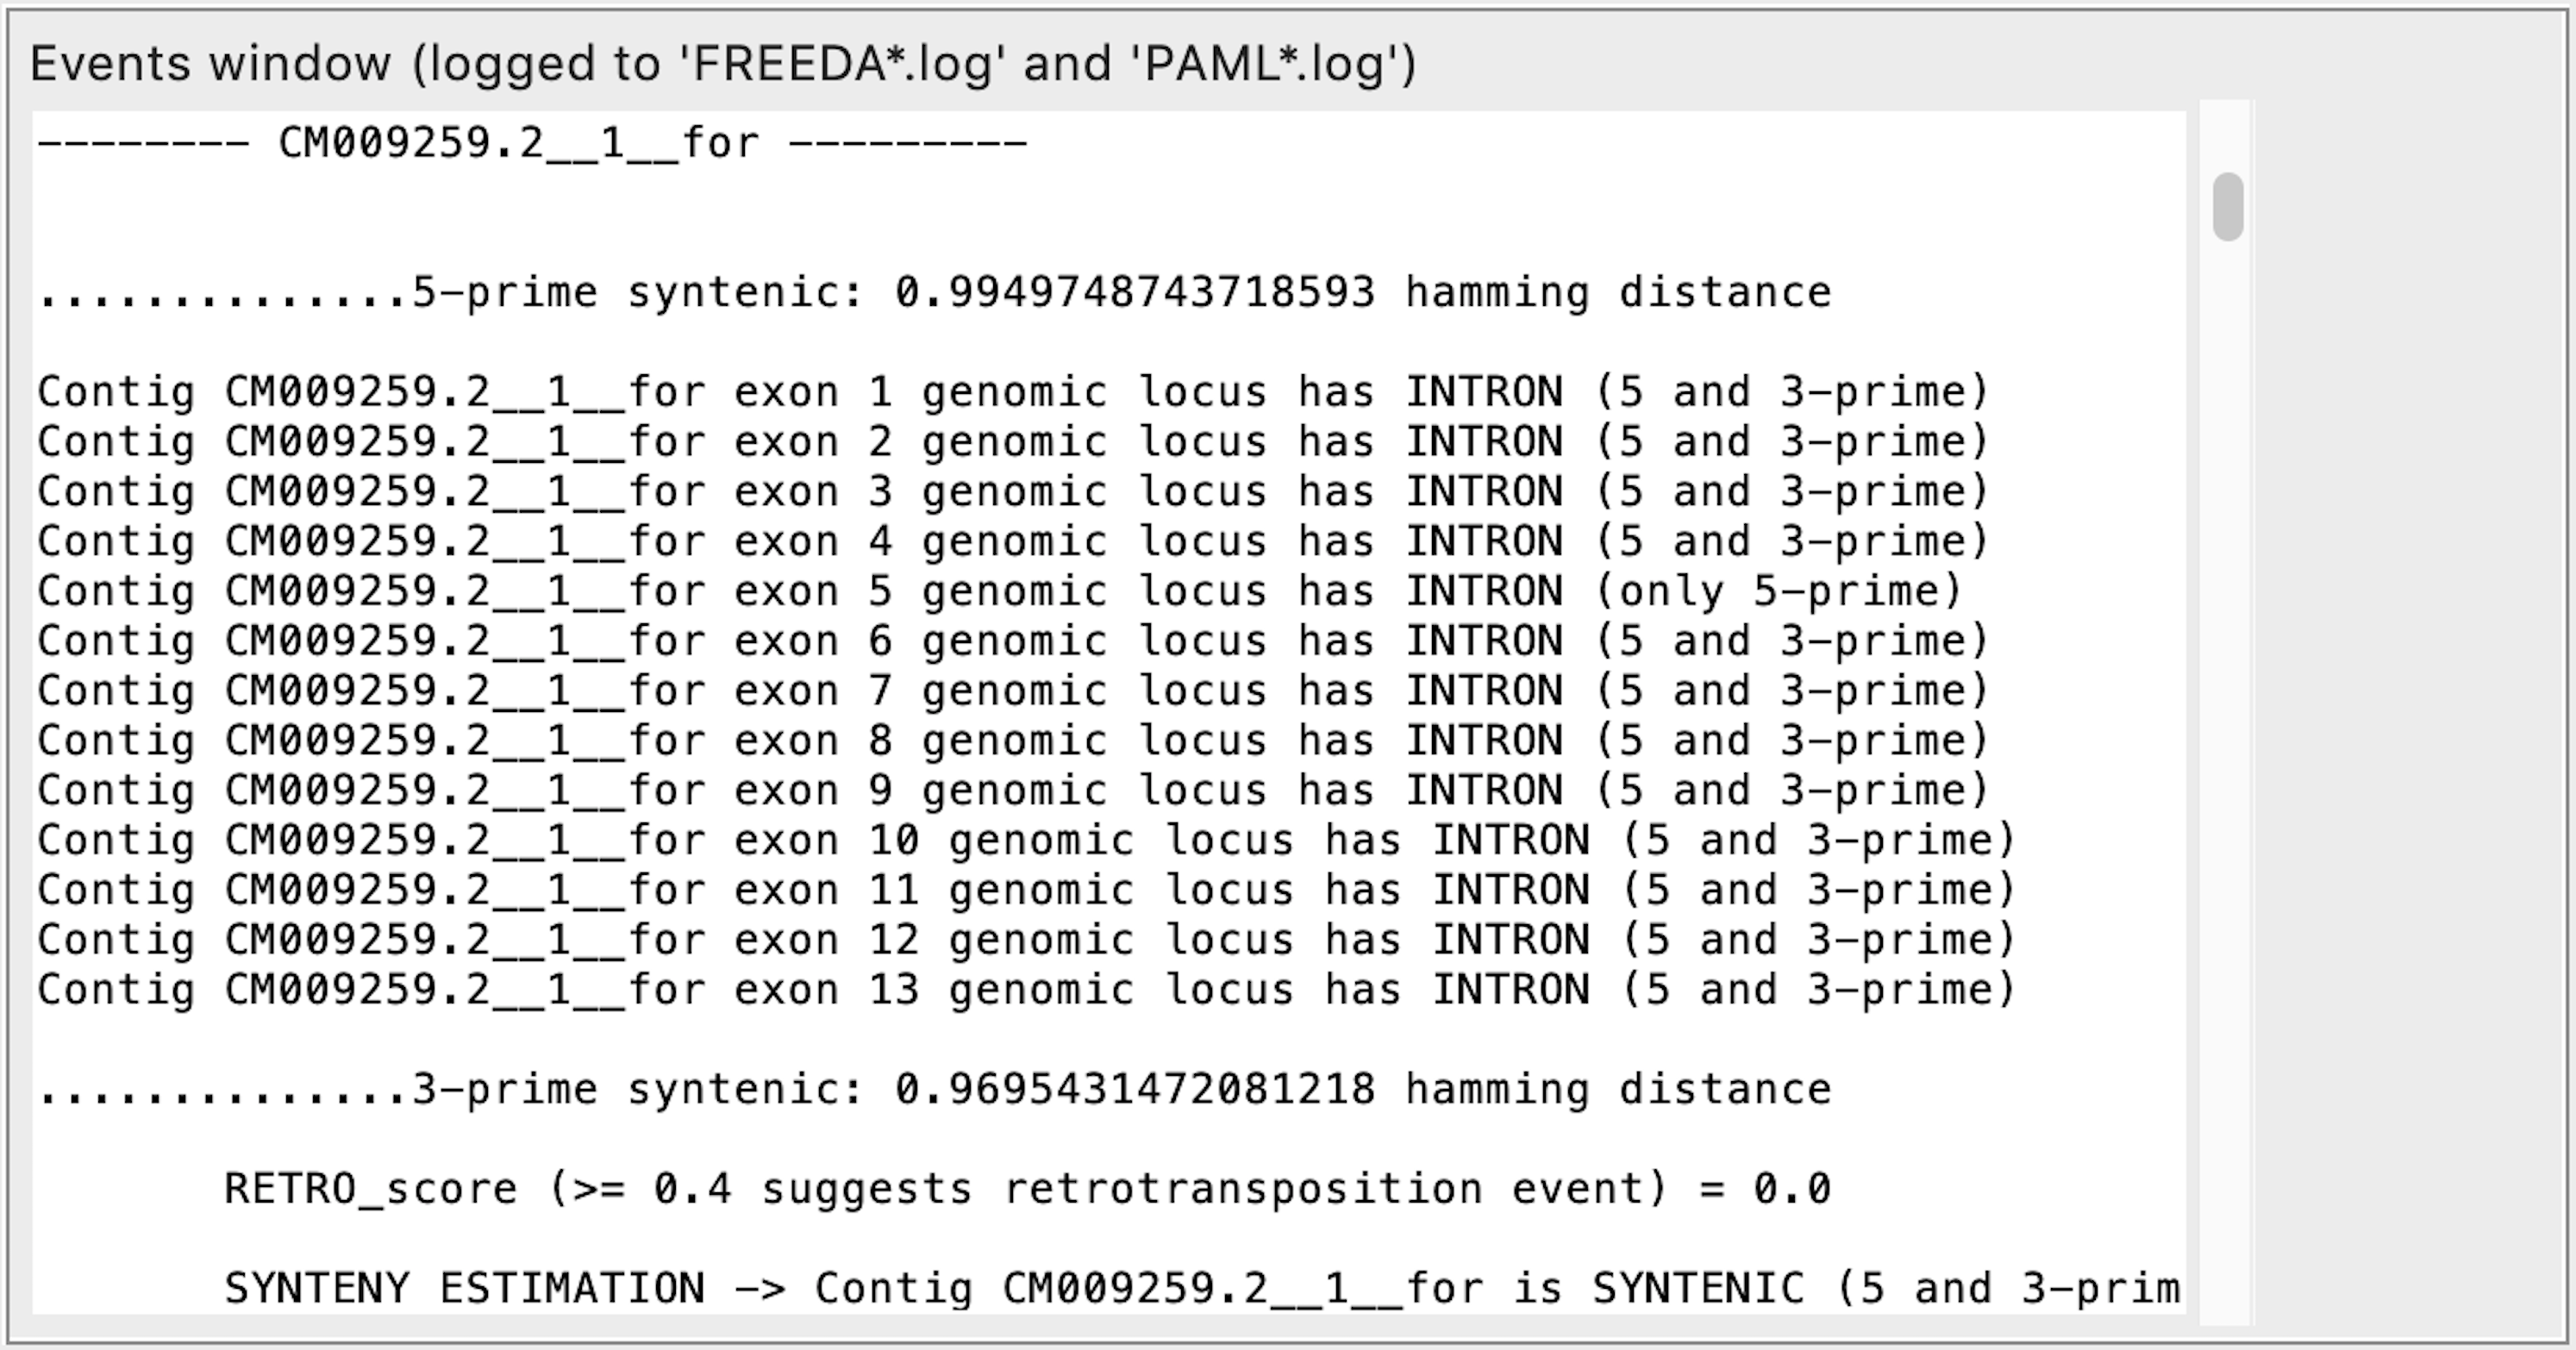 Events window (logged to 'FREEDA*.log' and 'PAML*.log')
-------- CM009259.2__1__for ---------
..............5-prime syntenic: 0.9949748743718593 hamming distance
Contig CM009259.2__1__for exon 1 genomic locus has INTRON (5 and 3-prime)
Contig CM009259.2__1__for exon 2 genomic locus has INTRON (5 and 3-prime)
Contig CM009259.2__1__for exon 3 genomic locus has INTRON (5 and 3-prime)
Contig CM009259.2__1__for exon 4 genomic locus has INTRON (5 and 3-prime)
Contig CM009259.2__1__for exon 5 genomic locus has INTRON (only 5-prime)
Contig CM009259.2__1__for exon 6 genomic locus has INTRON (5 and 3-prime)
Contig CM009259.2__1__for exon 7 genomic locus has INTRON (5 and 3-prime)
Contig CM009259.2__1__for exon 8 genomic locus has INTRON (5 and 3-prime)
Contig CM009259.2__1__for exon 9 genomic locus has INTRON (5 and 3-prime)
Contig CM009259.2__1__for exon 10 genomic locus has INTRON (5 and 3-prime)
Contig CM009259.2__1__for exon 11 genomic locus has INTRON (5 and 3-prime)
Contig CM009259.2__1__for exon 12 genomic locus has INTRON (5 and 3-prime)
Contig CM009259.2__1__for exon 13 genomic locus has INTRON (5 and 3-prime)
..............3-prime syntenic: 0.9695431472081218 hamming distance
RETRO_score (>= 0.4 suggests retrotransposition event) = 0.0
SYNTENY ESTIMATION -> Contig CM009259.2__1__for is SYNTENIC (5 and 3-prim